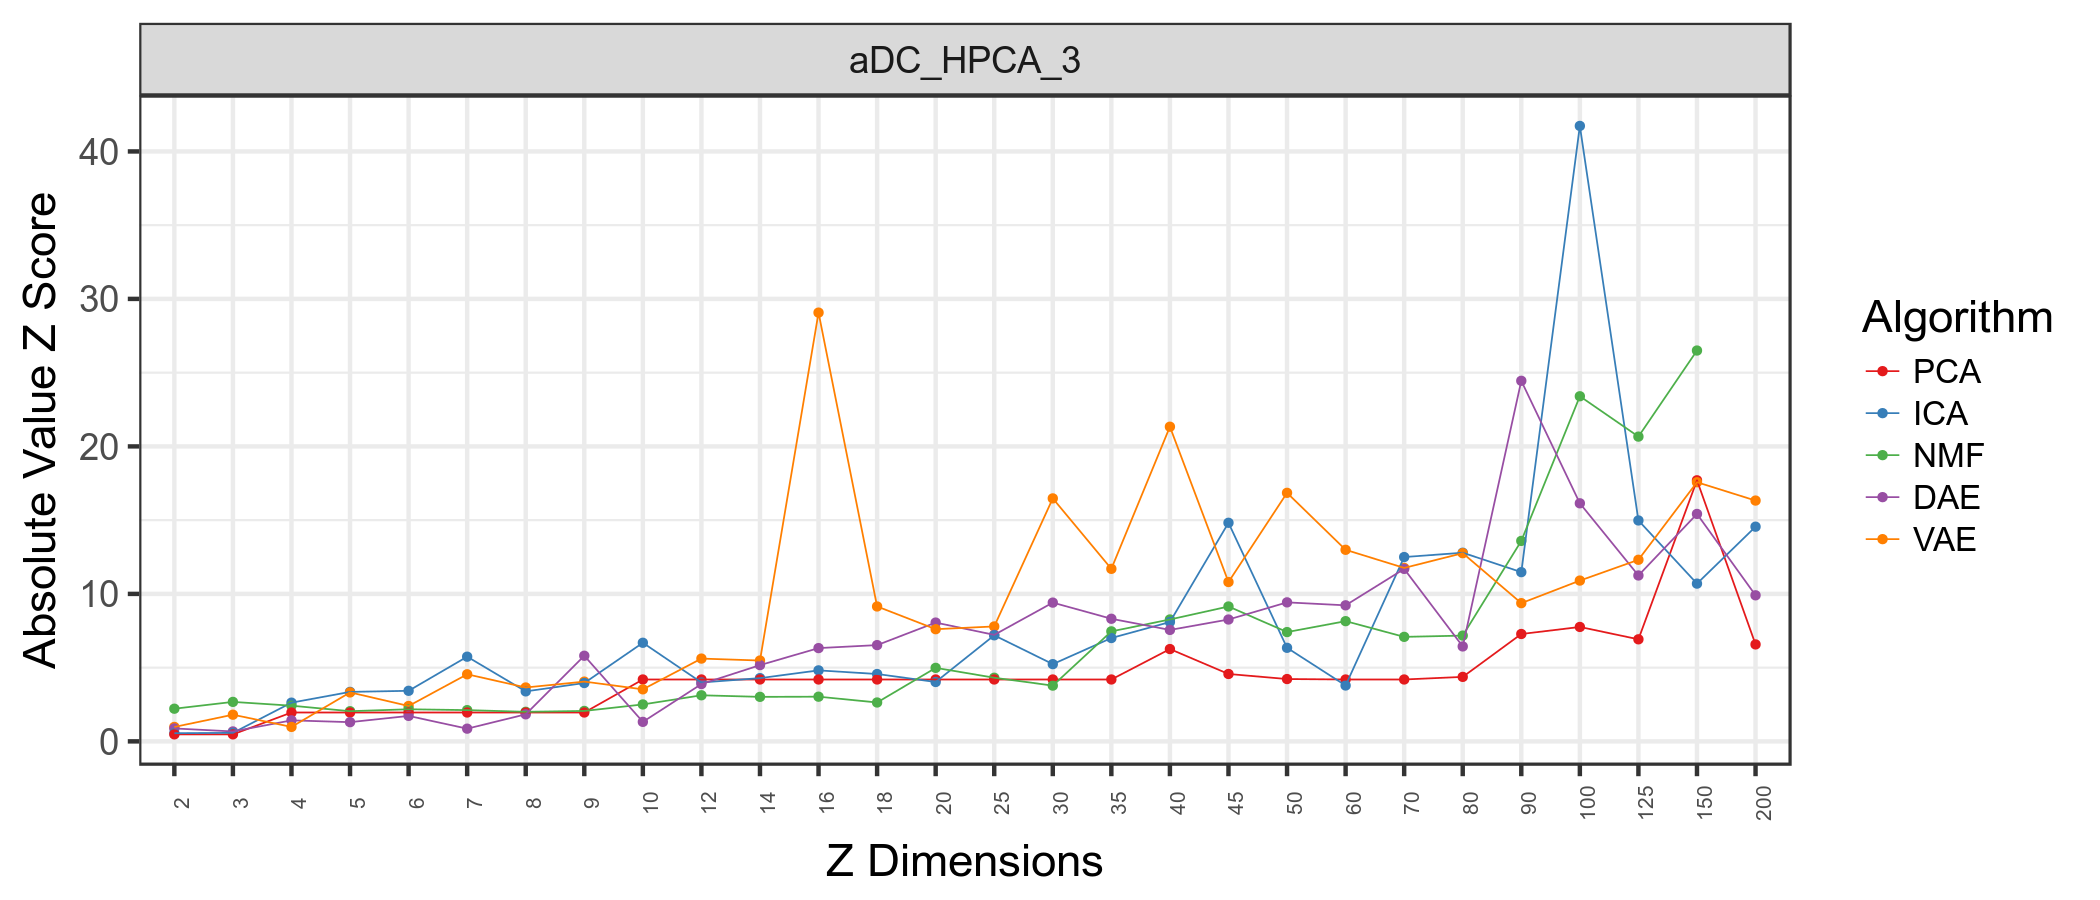 aDC_HPCA_3
Absolute Value Z Score
40
30
20
10
0
2 3 4 5 6 7 8 9 10 12 14 16 18 20 25 30 35 40 45 50 60 70 80 90 100 125 150 200
Z Dimensions
Algorithm
PCA
ICA
NMF
DAE
VAE